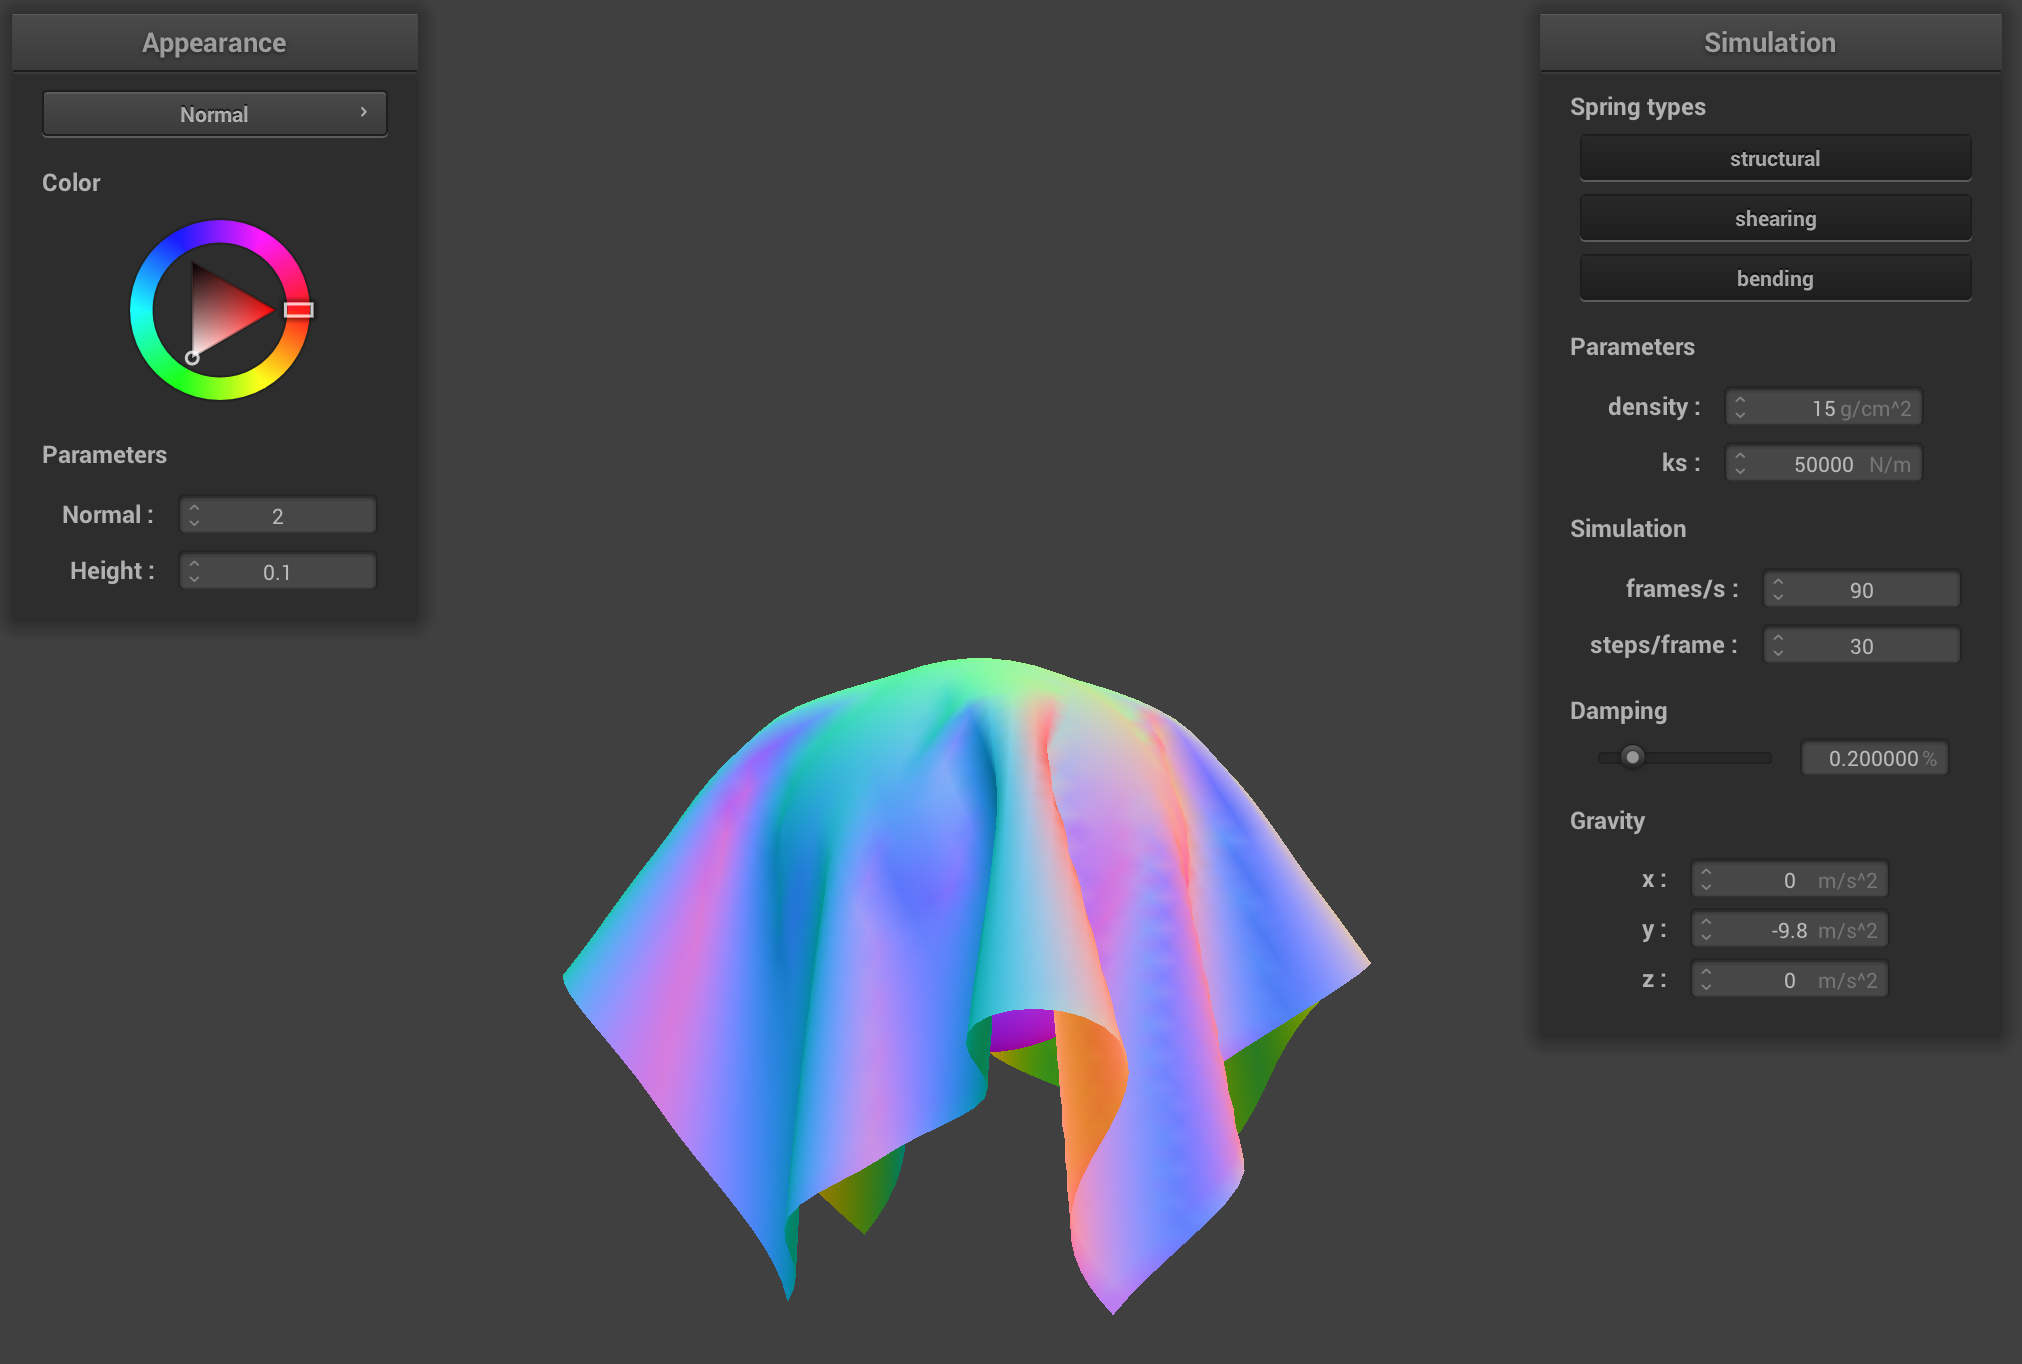 Appearance
Normal
Color
Parameters
Normal : 2
Height : 0.1
Simulation
Spring types
structural
shearing
bending
Parameters
density : 15 g/cm^2
ks : 50000 N/m
Simulation
frames/s : 90
steps/frame : 30
Damping
0.200000 %
Gravity
x : 0 m/s^2
y : -9.8 m/s^2
z : 0 m/s^2